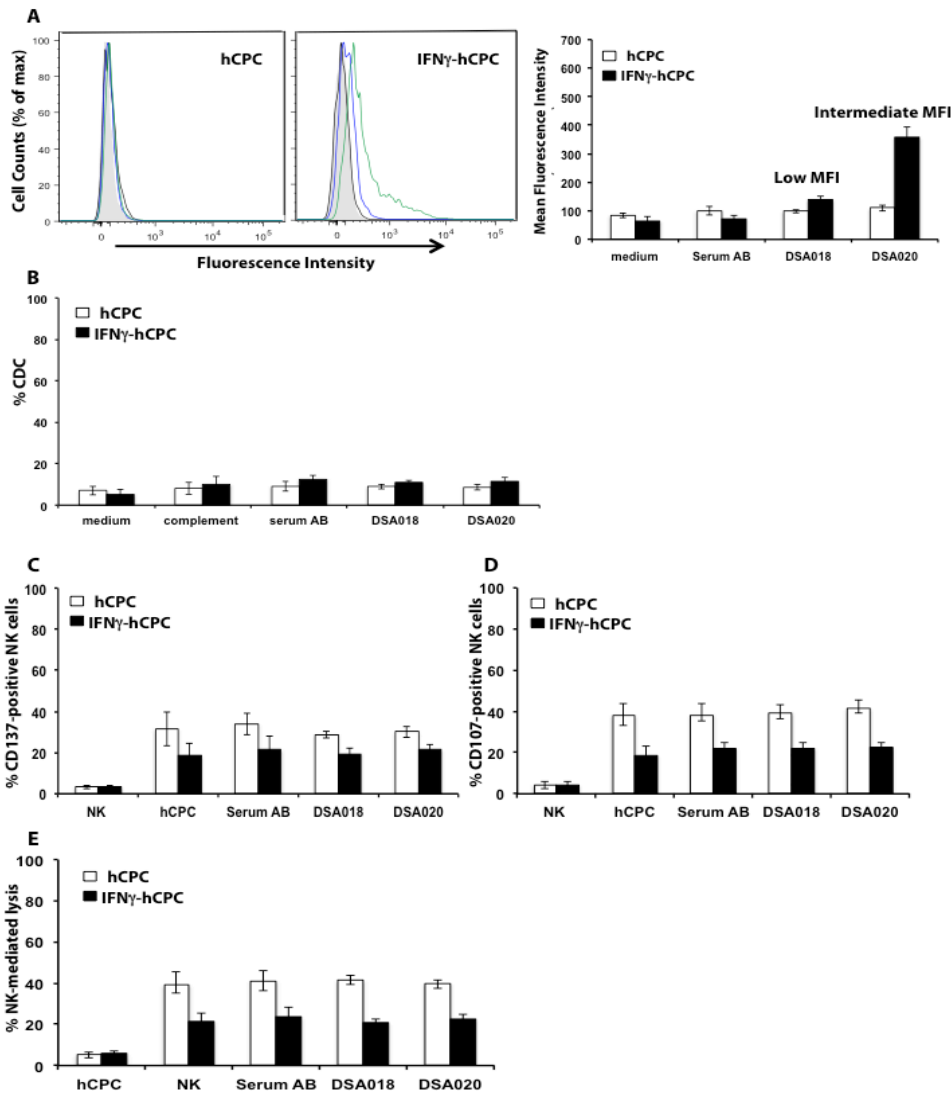 A
hCPC
IFNγ-hCPC
Cell Counts (% of max)
100
80
60
40
20
0
0 10³ 10⁴ 10⁵
0 10³ 10⁴ 10⁵
Fluorescence Intensity
Mean Fluorescence Intensity
700
600
500
400
300
200
100
0
hCPC
IFNγ-hCPC
Intermediate MFI
Low MFI
medium Serum AB DSA018 DSA020
B
% CDC
100
80
60
40
20
0
hCPC
IFNγ-hCPC
medium complement serum AB DSA018 DSA020
C
% CD137-positive NK cells
100
80
60
40
20
0
hCPC
IFNγ-hCPC
NK hCPC Serum AB DSA018 DSA020
D
% CD107-positive NK cells
100
80
60
40
20
0
hCPC
IFNγ-hCPC
NK hCPC Serum AB DSA018 DSA020
E
% NK-mediated lysis
100
80
60
40
20
0
hCPC
IFNγ-hCPC
hCPC NK Serum AB DSA018 DSA020